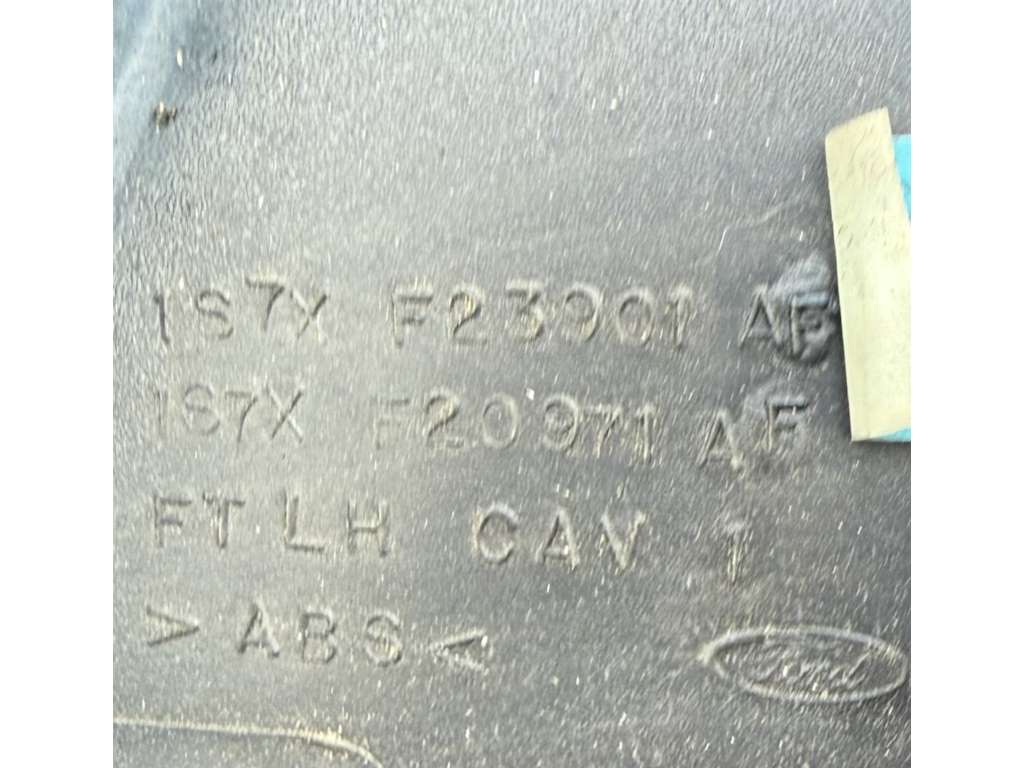 1S7X F23901 AF
1S7X F20971 AF
FT LH CAV 1
>ABS<
Ford